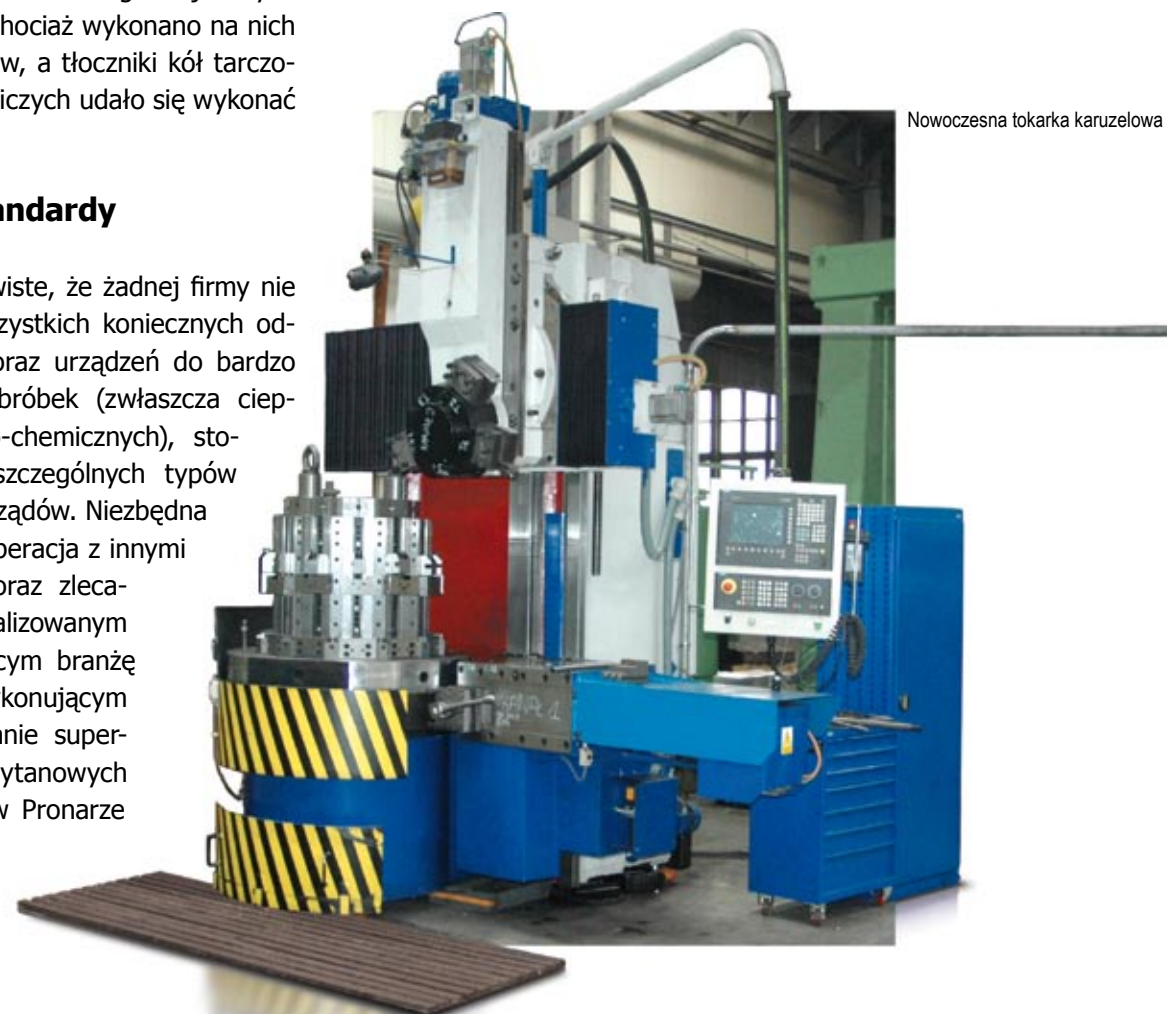 hociaż wykonano na nich
w, a tłoczniki kół tarczo-
iczych udało się wykonać
Nowoczesna tokarka karuzelowa
andardy
wiste, że żadnej firmy nie
zystkich koniecznych od-
oraz urządzeń do bardzo
bróbek (zwłaszcza ciep-
o-chemicznych), sto-
szczególnych typów
rządów. Niezbędna
peracja z innymi
oraz zleca-
alizowanym
cym branżę
ykonującym
anie super-
ytanowych
w Pronarze